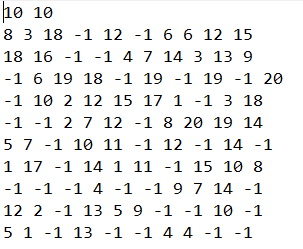 10 10
8 3 18 -1 12 -1 6 6 12 15
18 16 -1 -1 4 7 14 3 13 9
-1 6 19 18 -1 19 -1 19 -1 20
-1 10 2 12 15 17 1 -1 3 18
-1 -1 2 7 12 -1 8 20 19 14
5 7 -1 10 11 -1 12 -1 14 -1
1 17 -1 14 1 11 -1 15 10 8
-1 -1 -1 4 -1 -1 9 7 14 -1
12 2 -1 13 5 9 -1 -1 10 -1
5 1 -1 13 -1 -1 4 4 -1 -1